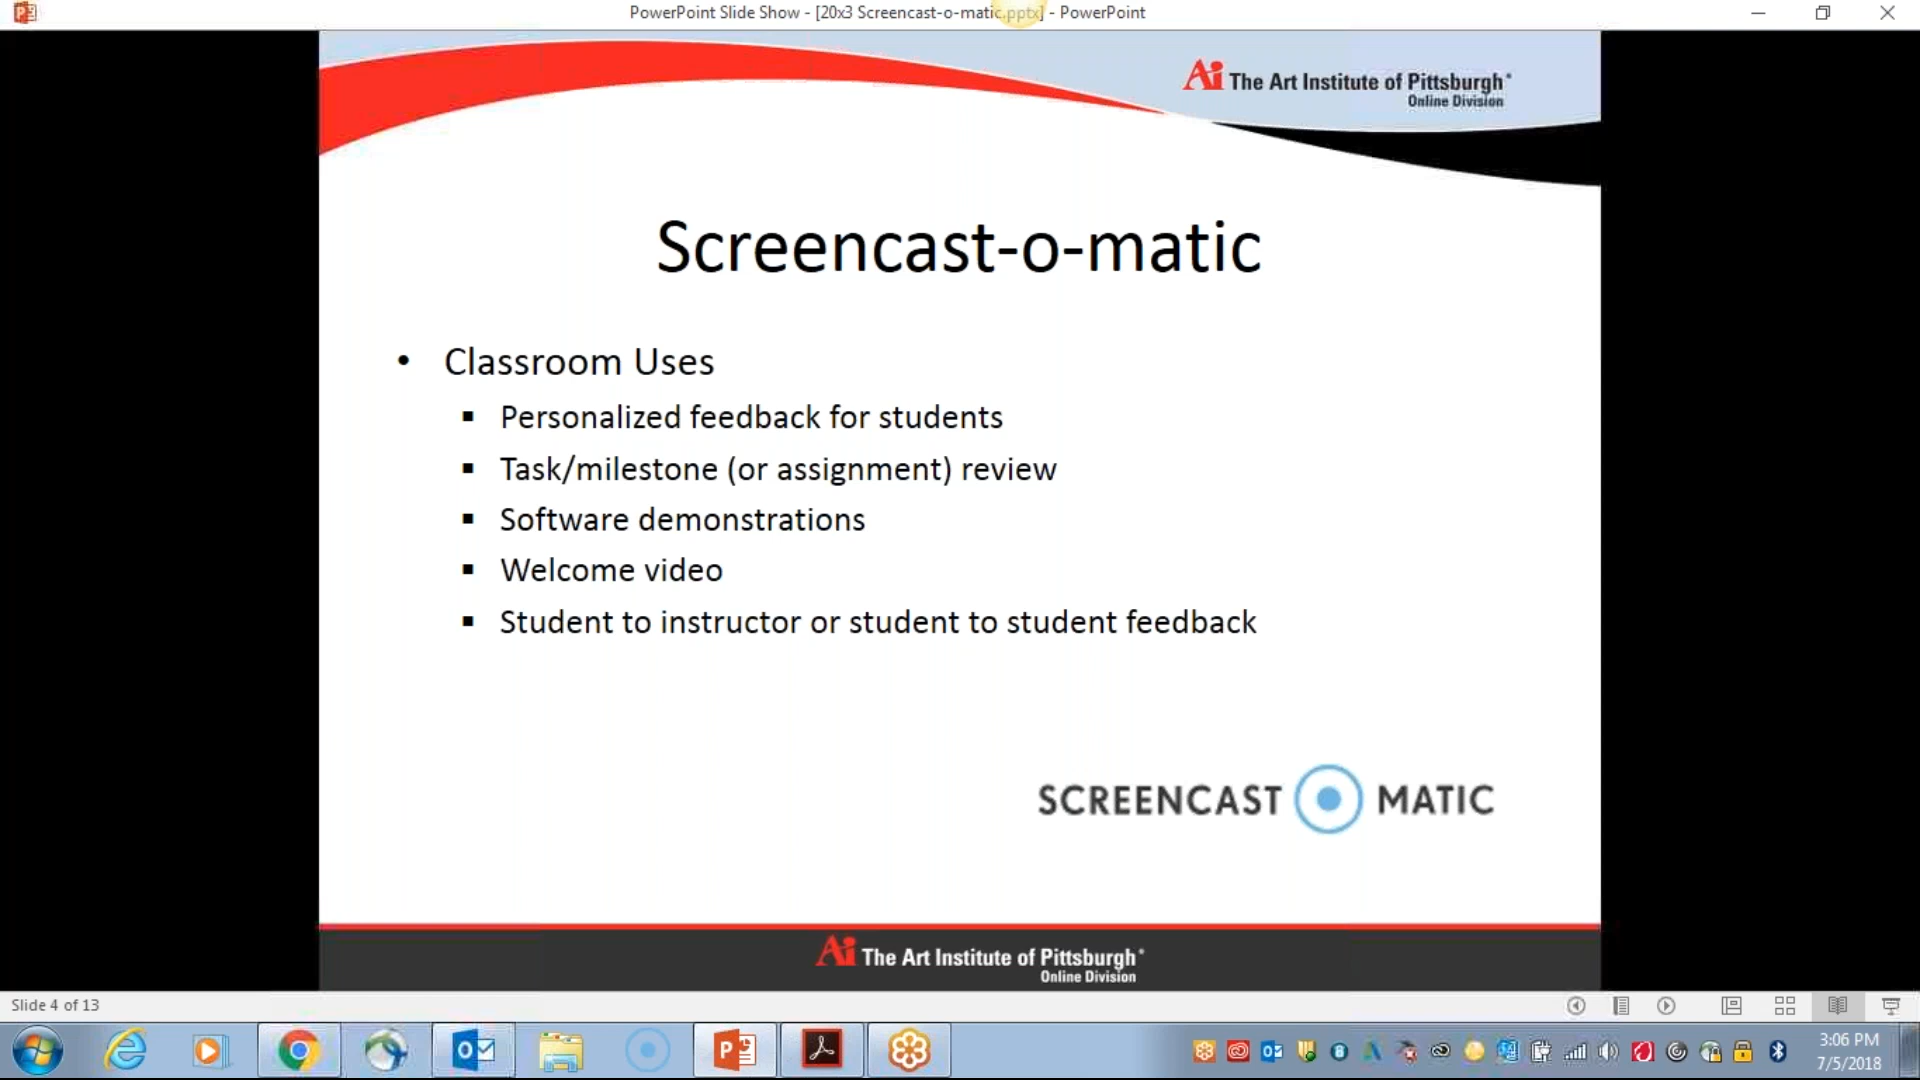 PowerPoint Slide Show - [20x3 Screencast-o-matic.pptx] - PowerPoint
Ai The Art Institute of Pittsburgh®
Online Division
Screencast-o-matic
• Classroom Uses
▪ Personalized feedback for students
▪ Task/milestone (or assignment) review
▪ Software demonstrations
▪ Welcome video
▪ Student to instructor or student to student feedback
SCREENCAST O MATIC
Ai The Art Institute of Pittsburgh®
Online Division
Slide 4 of 13
3:06 PM
7/5/2018